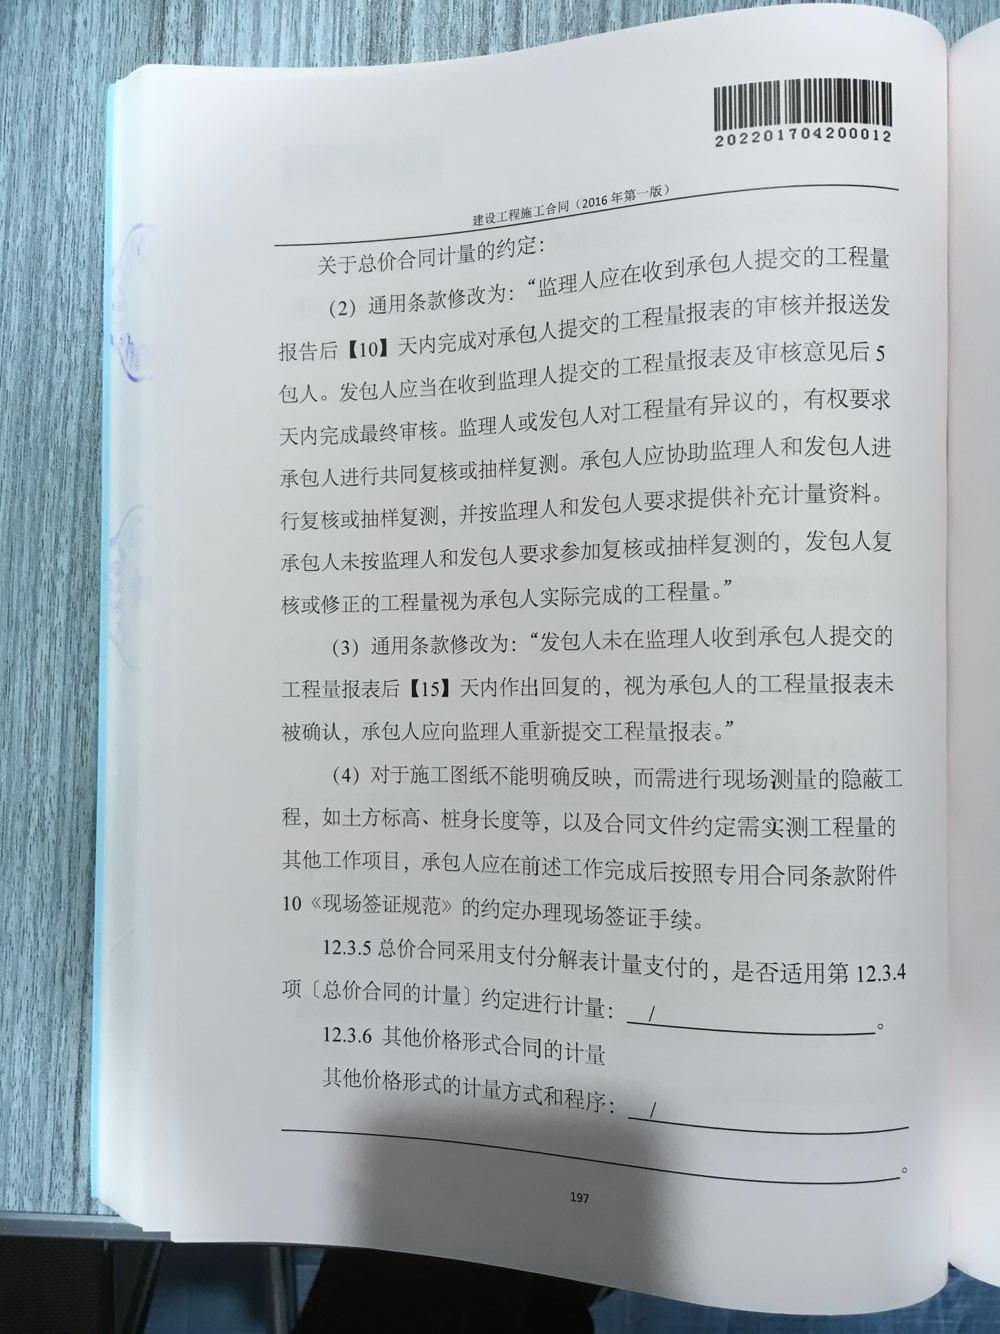 202201704200012
建设工程施工合同（2016 年第一版）
关于总价合同计量的约定：
（2）通用条款修改为：“监理人应在收到承包人提交的工程量
报告后【10】天内完成对承包人提交的工程量报表的审核并报送发
包人。发包人应当在收到监理人提交的工程量报表及审核意见后 5
天内完成最终审核。监理人或发包人对工程量有异议的，有权要求
承包人进行共同复核或抽样复测。承包人应协助监理人和发包人进
行复核或抽样复测，并按监理人和发包人要求提供补充计量资料。
承包人未按监理人和发包人要求参加复核或抽样复测的，发包人复
核或修正的工程量视为承包人实际完成的工程量。”
（3）通用条款修改为：“发包人未在监理人收到承包人提交的
工程量报表后【15】天内作出回复的，视为承包人的工程量报表未
被确认，承包人应向监理人重新提交工程量报表。”
（4）对于施工图纸不能明确反映，而需进行现场测量的隐蔽工
程，如土方标高、桩身长度等，以及合同文件约定需实测工程量的
其他工作项目，承包人应在前述工作完成后按照专用合同条款附件
10《现场签证规范》的约定办理现场签证手续。
12.3.5 总价合同采用支付分解表计量支付的，是否适用第 12.3.4
项〔总价合同的计量〕约定进行计量： / 。
12.3.6 其他价格形式合同的计量
其他价格形式的计量方式和程序： /
。
197